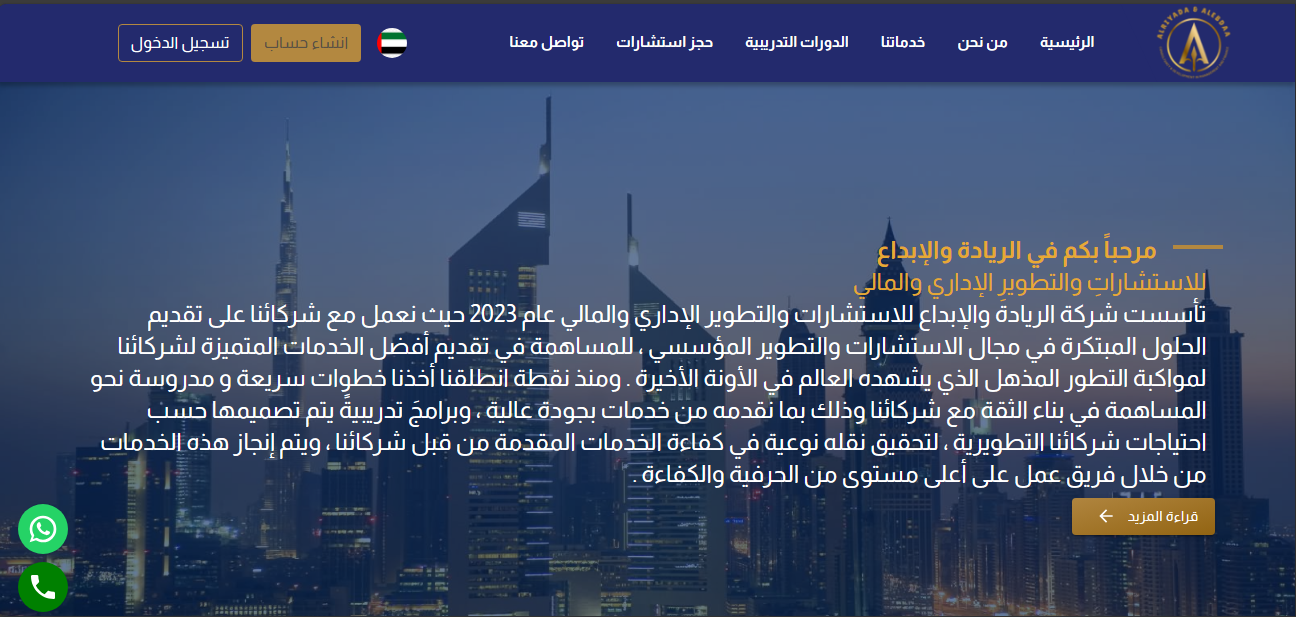 ALRIYADA & ALEBDAA
الرئيسية
من نحن
خدماتنا
الدورات التدريبية
حجز استشارات
تواصل معنا
انشاء حساب
تسجيل الدخول
مرحباً بكم في الريادة والإبداع
للاستشاراتِ والتطويرِ الإداري والمالي
تأسست شركة الريادة والإبداع للاستشارات والتطوير الإداري والمالي عام 2023 حيث نعمل مع شركائنا على تقديم
الحلول المبتكرة في مجال الاستشارات والتطوير المؤسسي ، للمساهمة في تقديم أفضل الخدمات المتميزة لشركائنا
لمواكبة التطور المذهل الذي يشهده العالم في الأونة الأخيرة . ومنذ نقطة انطلقنا أخذنا خطوات سريعة و مدروسة نحو
المساهمة في بناء الثقة مع شركائنا وذلك بما نقدمه من خدمات بجودة عالية ، وبرامجَ تدريبيةً يتم تصميمها حسب
احتياجات شركائنا التطويرية ، لتحقيق نقله نوعية في كفاءة الخدمات المقدمة من قبل شركائنا ، ويتم إنجاز هذه الخدمات
من خلال فريق عمل على أعلى مستوى من الحرفية والكفاءة .
قراءة المزيد